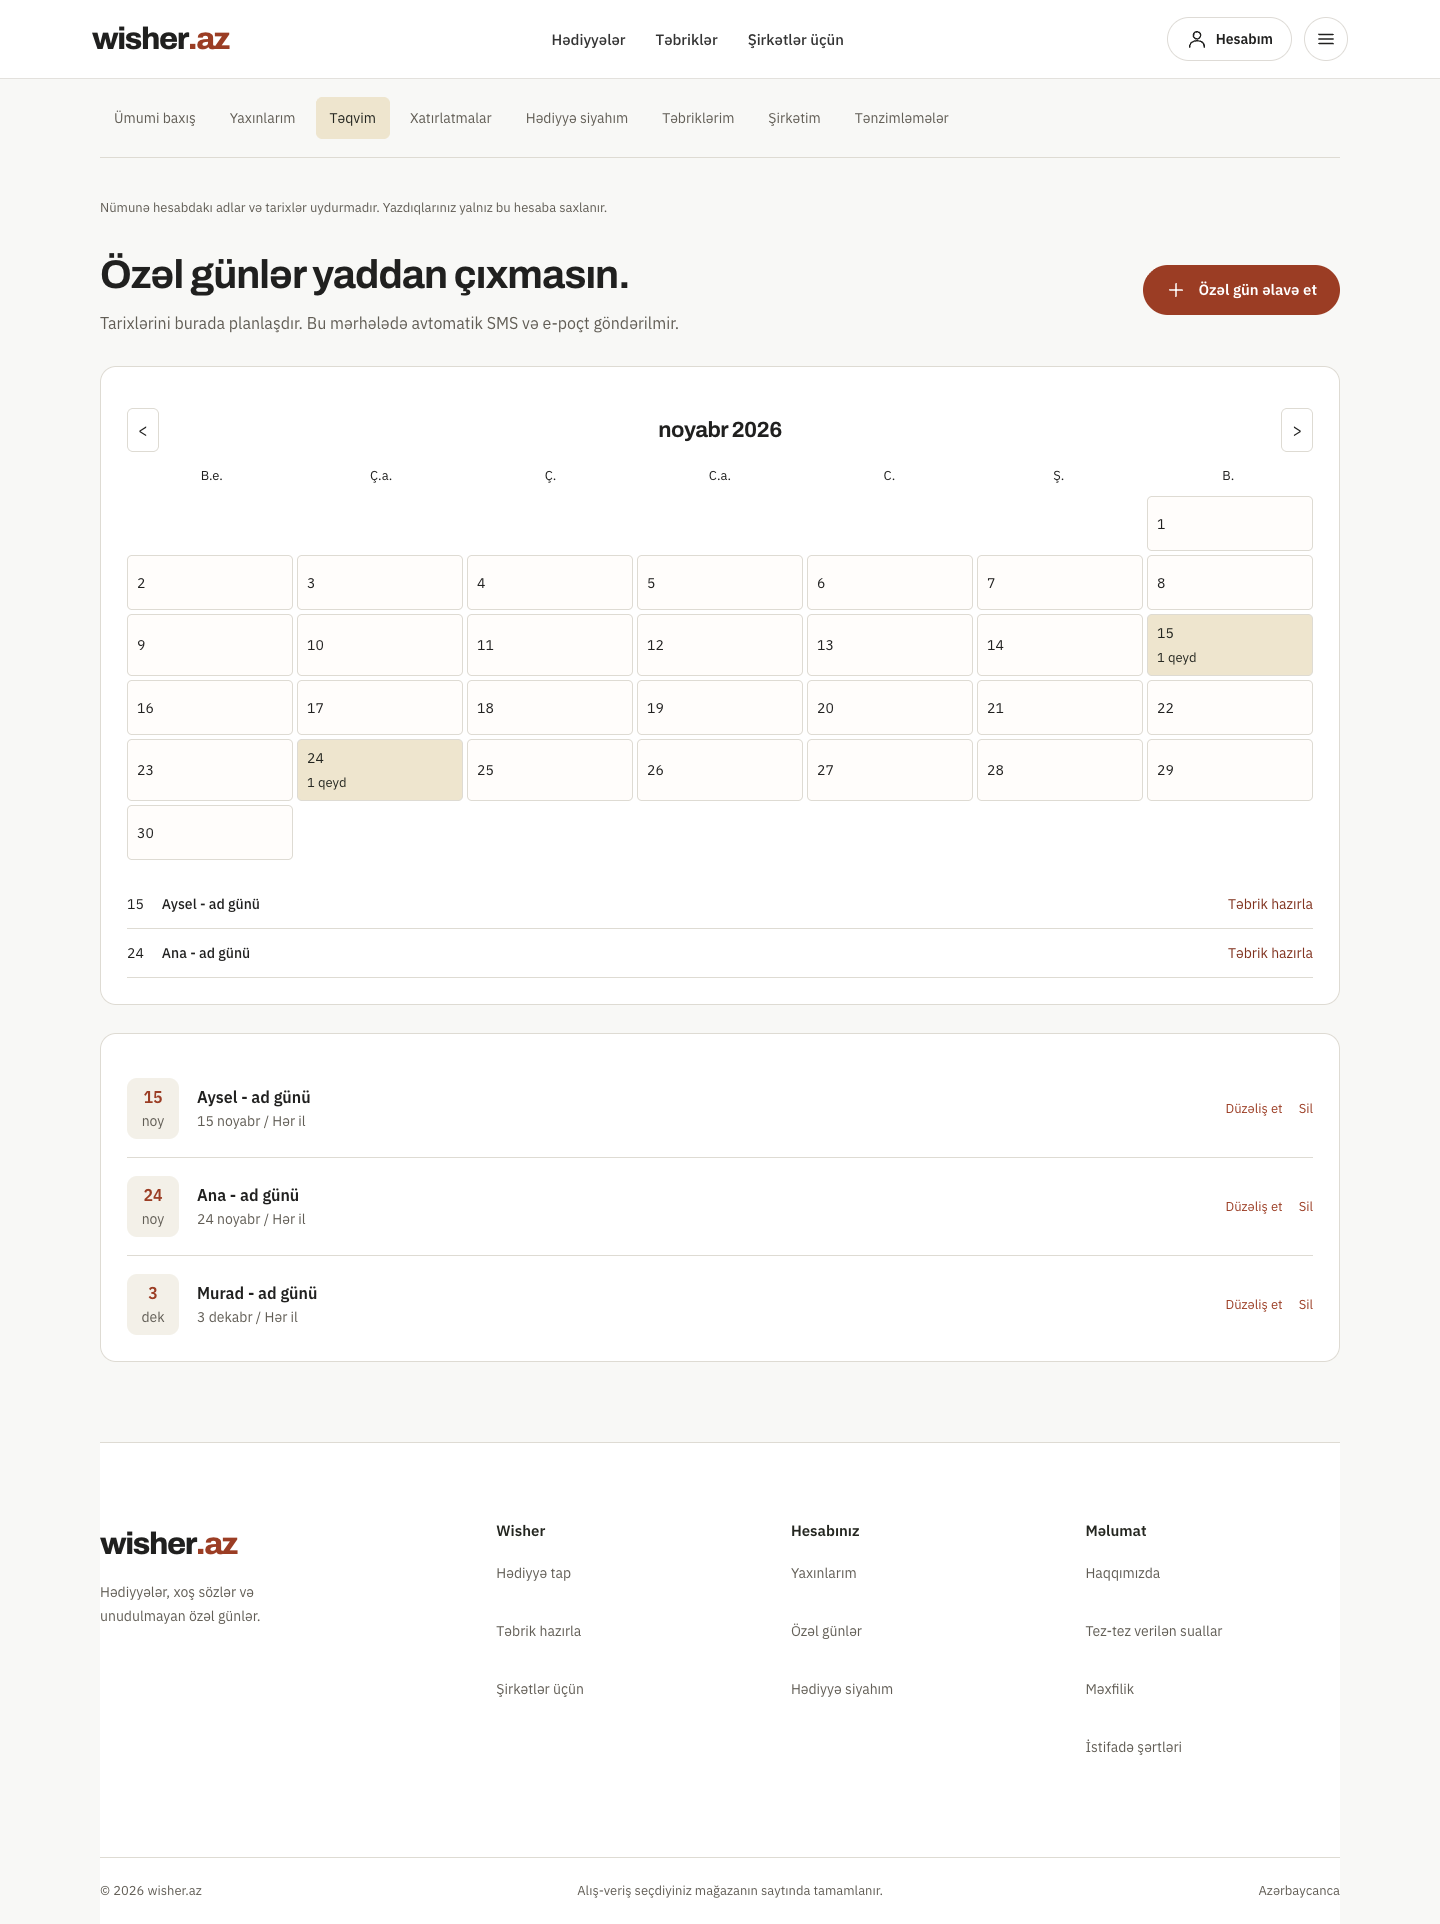 wisher.az
Hədiyyələr Təbriklər Şirkətlər üçün
Hesabım
Ümumi baxış Yaxınlarım Təqvim Xatırlatmalar Hədiyyə siyahım Təbriklərim Şirkətim Tənzimləmələr
Nümunə hesabdakı adlar və tarixlər uydurmadır. Yazdıqlarınız yalnız bu hesaba saxlanır.
Özəl günlər yaddan çıxmasın.
Tarixlərini burada planlaşdır. Bu mərhələdə avtomatik SMS və e-poçt göndərilmir.
Özəl gün əlavə et
< noyabr 2026 >
B.e. Ç.a. Ç. C.a. C. Ş. B.
1
2 3 4 5 6 7 8
9 10 11 12 13 14 15
1 qeyd
16 17 18 19 20 21 22
23 24 25 26 27 28 29
1 qeyd
30
15 Aysel - ad günü Təbrik hazırla
24 Ana - ad günü Təbrik hazırla
15 noy
Aysel - ad günü
15 noyabr / Hər il
Düzəliş et Sil
24 noy
Ana - ad günü
24 noyabr / Hər il
Düzəliş et Sil
3 dek
Murad - ad günü
3 dekabr / Hər il
Düzəliş et Sil
wisher.az
Hədiyyələr, xoş sözlər və
unudulmayan özəl günlər.
Wisher
Hədiyyə tap
Təbrik hazırla
Şirkətlər üçün
Hesabınız
Yaxınlarım
Özəl günlər
Hədiyyə siyahım
Məlumat
Haqqımızda
Tez-tez verilən suallar
Məxfilik
İstifadə şərtləri
© 2026 wisher.az
Alış-veriş seçdiyiniz mağazanın saytında tamamlanır.
Azərbaycanca